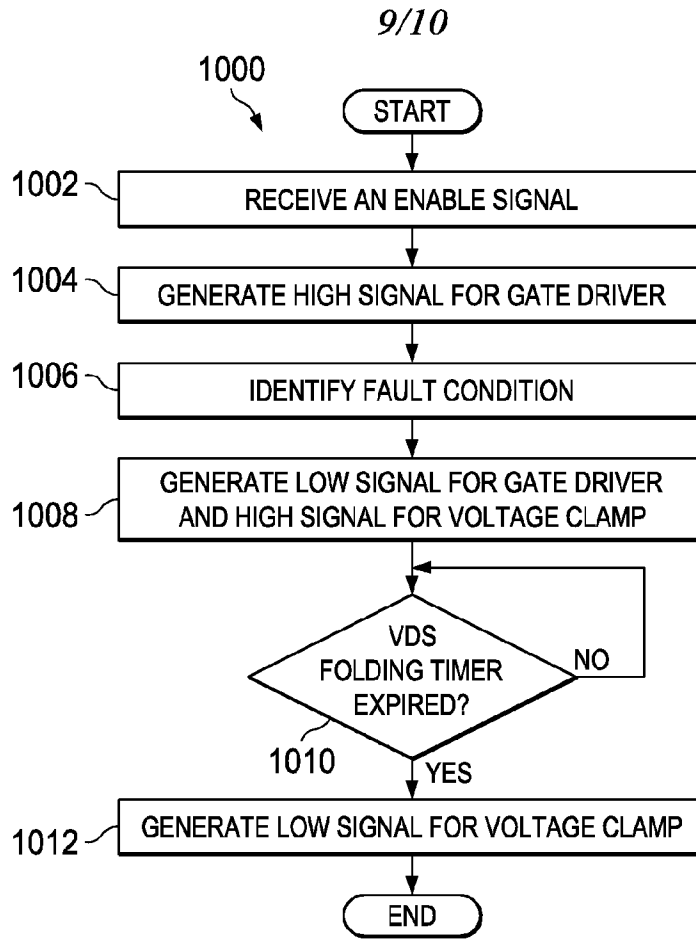 9/10
1000
START
1002
RECEIVE AN ENABLE SIGNAL
1004
GENERATE HIGH SIGNAL FOR GATE DRIVER
1006
IDENTIFY FAULT CONDITION
1008
GENERATE LOW SIGNAL FOR GATE DRIVER
AND HIGH SIGNAL FOR VOLTAGE CLAMP
VDS
FOLDING TIMER
EXPIRED?
NO
1010
YES
1012
GENERATE LOW SIGNAL FOR VOLTAGE CLAMP
END